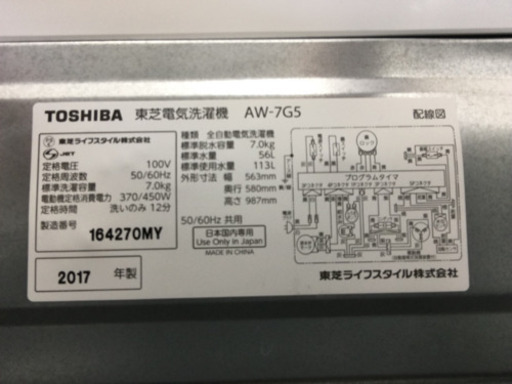 TOSHIBA 東芝電気洗濯機 AW-7G5 配線図
東芝ライフスタイル株式会社
JET
定格電圧 100V
定格周波数 50/60Hz
標準洗濯容量 7.0kg
電動機定格消費電力 370/450W
定格時間 洗いのみ 12分
製造番号
164270MY
2017 年製
種類 全自動電気洗濯機
標準脱水容量 7.0kg
標準水量 56L
標準使用水量 113L
外形寸法 幅 563mm
奥行 580mm
高さ 987mm
50/60Hz 共用
日本国内専用
Use Only in Japan
MADE IN CHINA
ロック
プログラムタイマ
東芝ライフスタイル株式会社